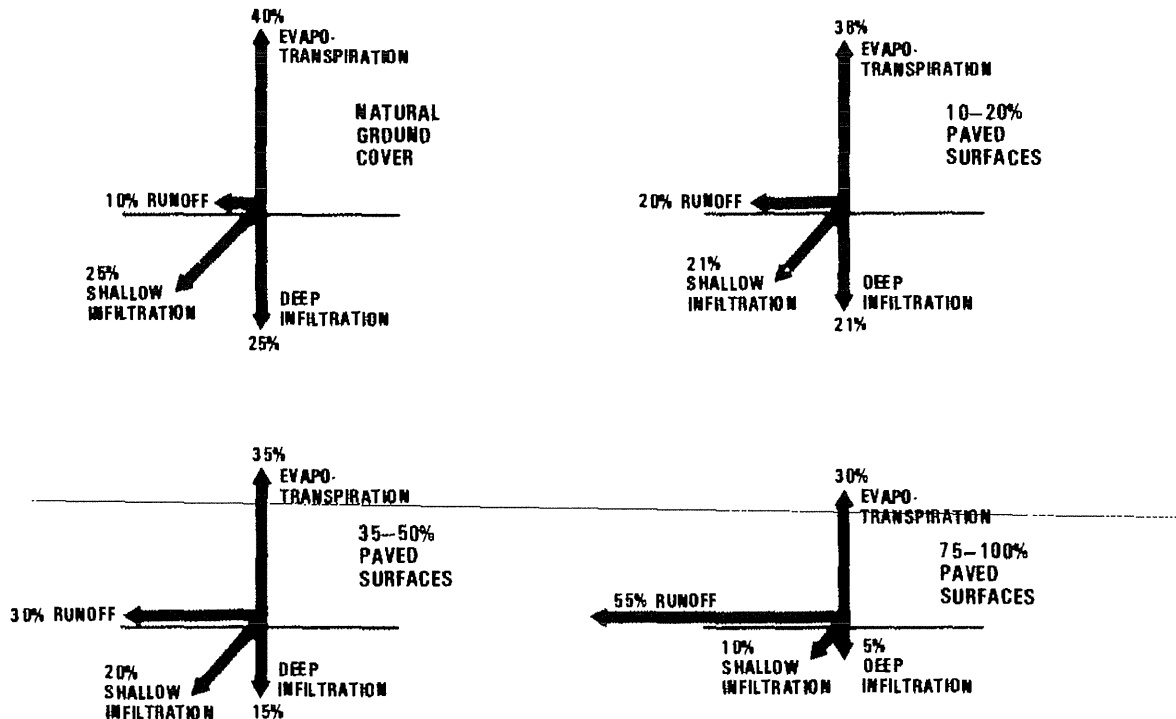 40%
EVAPO-
TRANSPIRATION
NATURAL
GROUND
COVER
10% RUNOFF
25%
SHALLOW
INFILTRATION
DEEP
INFILTRATION
25%
38%
EVAPO-
TRANSPIRATION
10–20%
PAVED
SURFACES
20% RUNOFF
21%
SHALLOW
INFILTRATION
DEEP
INFILTRATION
21%
35%
EVAPO-
TRANSPIRATION
35–50%
PAVED
SURFACES
30% RUNOFF
20%
SHALLOW
INFILTRATION
DEEP
INFILTRATION
15%
30%
EVAPO-
TRANSPIRATION
75–100%
PAVED
SURFACES
55% RUNOFF
10%
SHALLOW
INFILTRATION
5%
DEEP
INFILTRATION